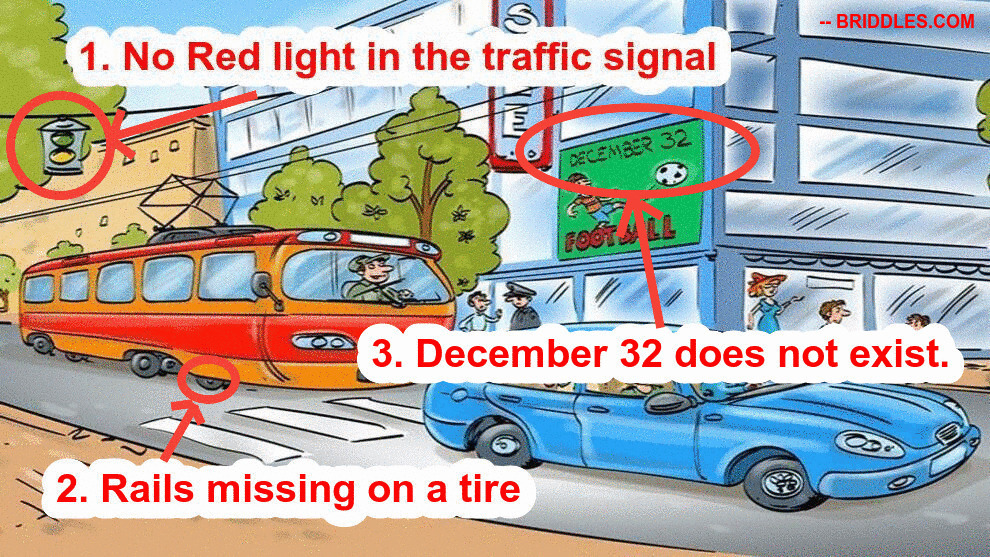 -- BRIDDLES.COM
1. No Red light in the traffic signal
DECEMBER 32
FOOTBALL
3. December 32 does not exist.
2. Rails missing on a tire